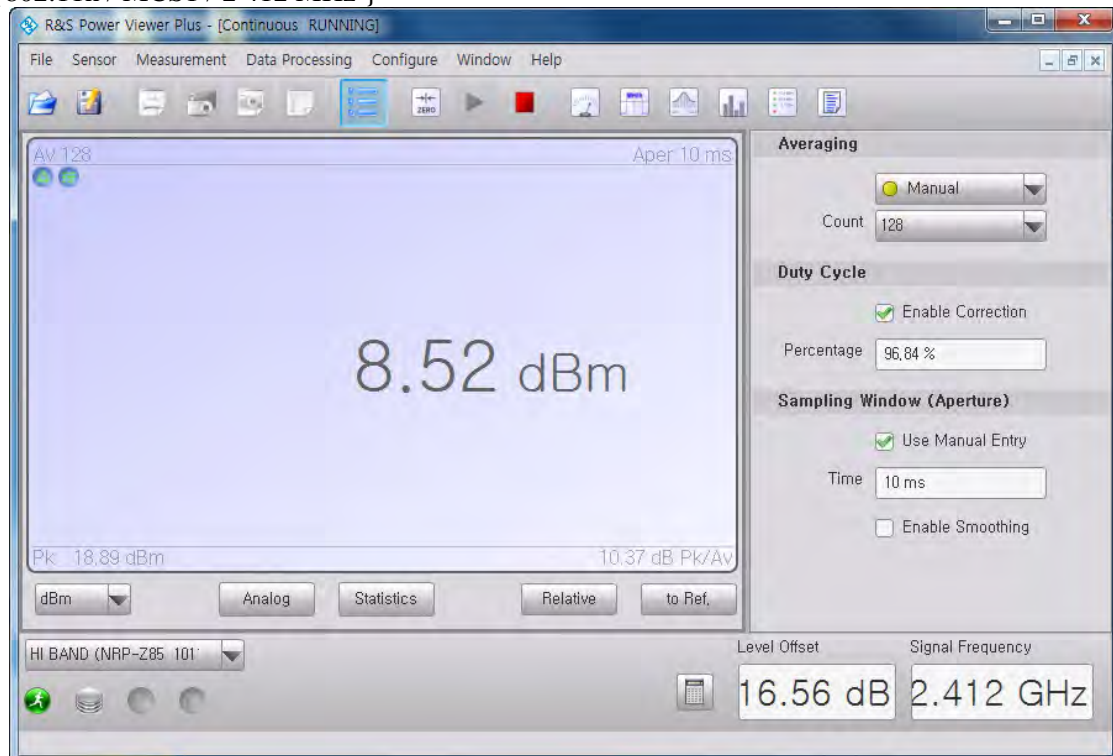 R&S Power Viewer Plus - [Continuous RUNNING]
File Sensor Measurement Data Processing Configure Window Help
ZERO
Av 128 Aper 10 ms
8.52 dBm
Pk 18.89 dBm 10.37 dB Pk/Av
dBm Analog Statistics Relative to Ref,
Averaging
Manual
Count 128
Duty Cycle
Enable Correction
Percentage 96,84 %
Sampling Window (Aperture)
Use Manual Entry
Time 10 ms
Enable Smoothing
HI BAND (NRP-Z85 101
Level Offset Signal Frequency
16.56 dB 2.412 GHz